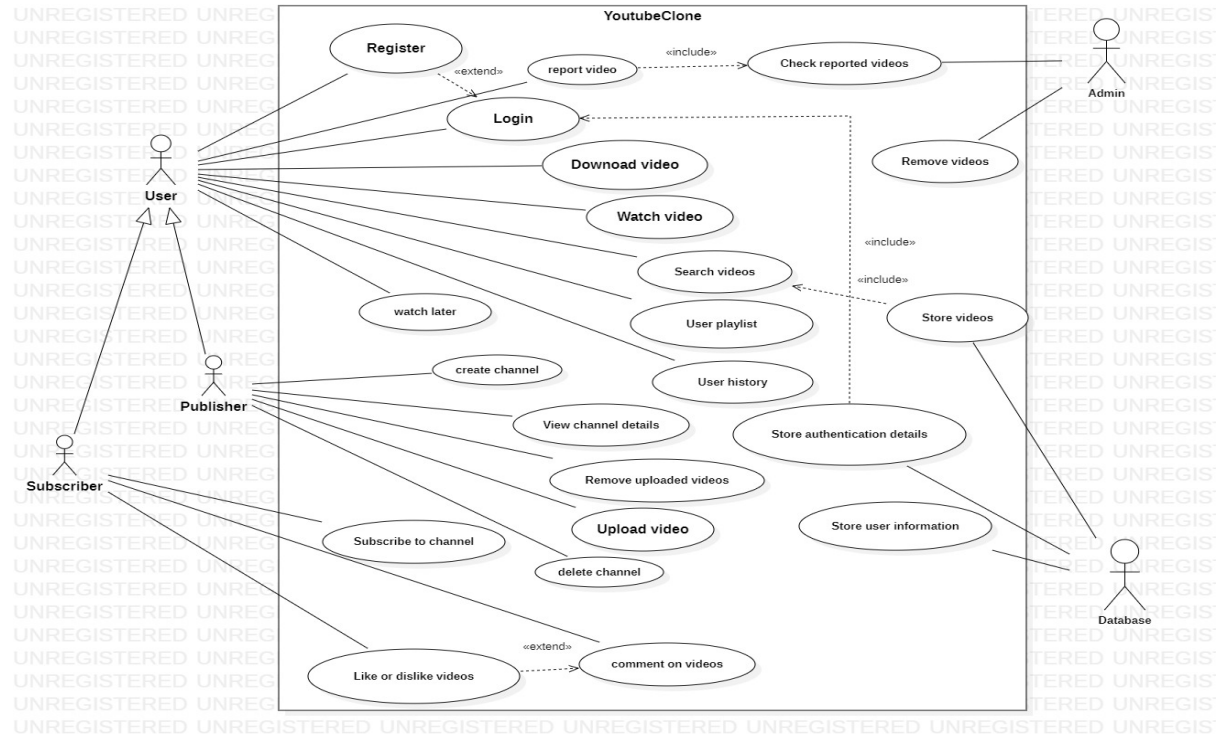 YoutubeClone
Register
«extend»
report video
«include»
Check reported videos
Admin
Login
Downoad video
Remove videos
User
Watch video
«include»
Search videos
«include»
watch later
User playlist
Store videos
create channel
User history
Publisher
View channel details
Store authentication details
Subscriber
Remove uploaded videos
Upload video
Store user information
Subscribe to channel
delete channel
Database
«extend»
Like or dislike videos
comment on videos
UNREGISTERED UNREGISTERED UNREGISTERED UNREGISTERED UNREGISTERED UNREGISTERED UNREGIS